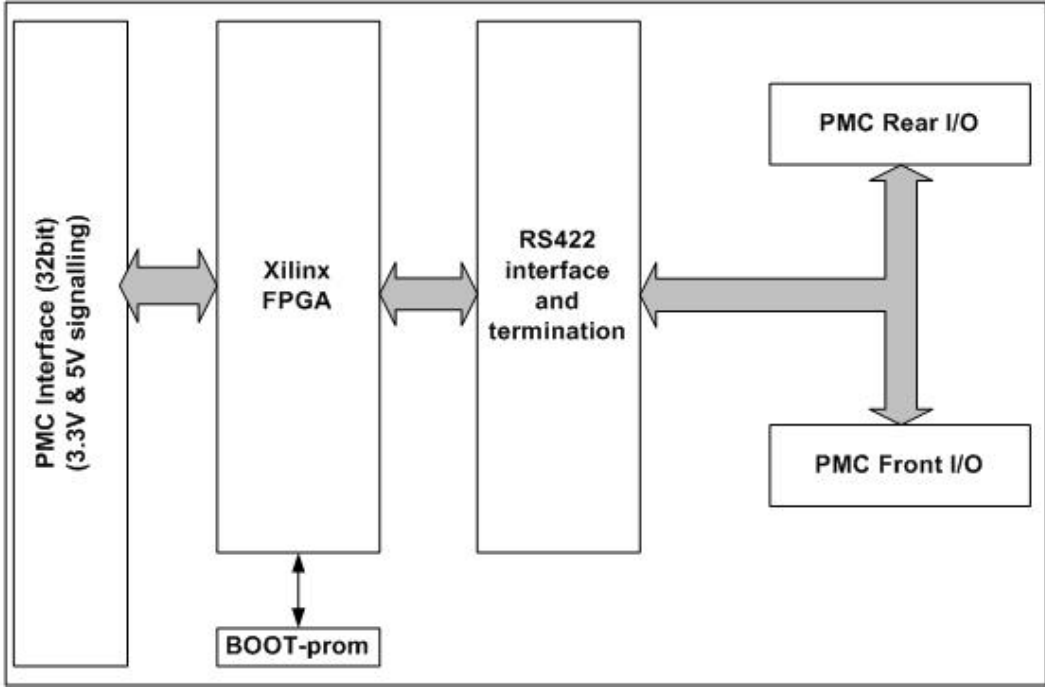 PMC Interface (32bit)
(3.3V & 5V signalling)
Xilinx
FPGA
BOOT-prom
RS422
interface
and
termination
PMC Rear I/O
PMC Front I/O